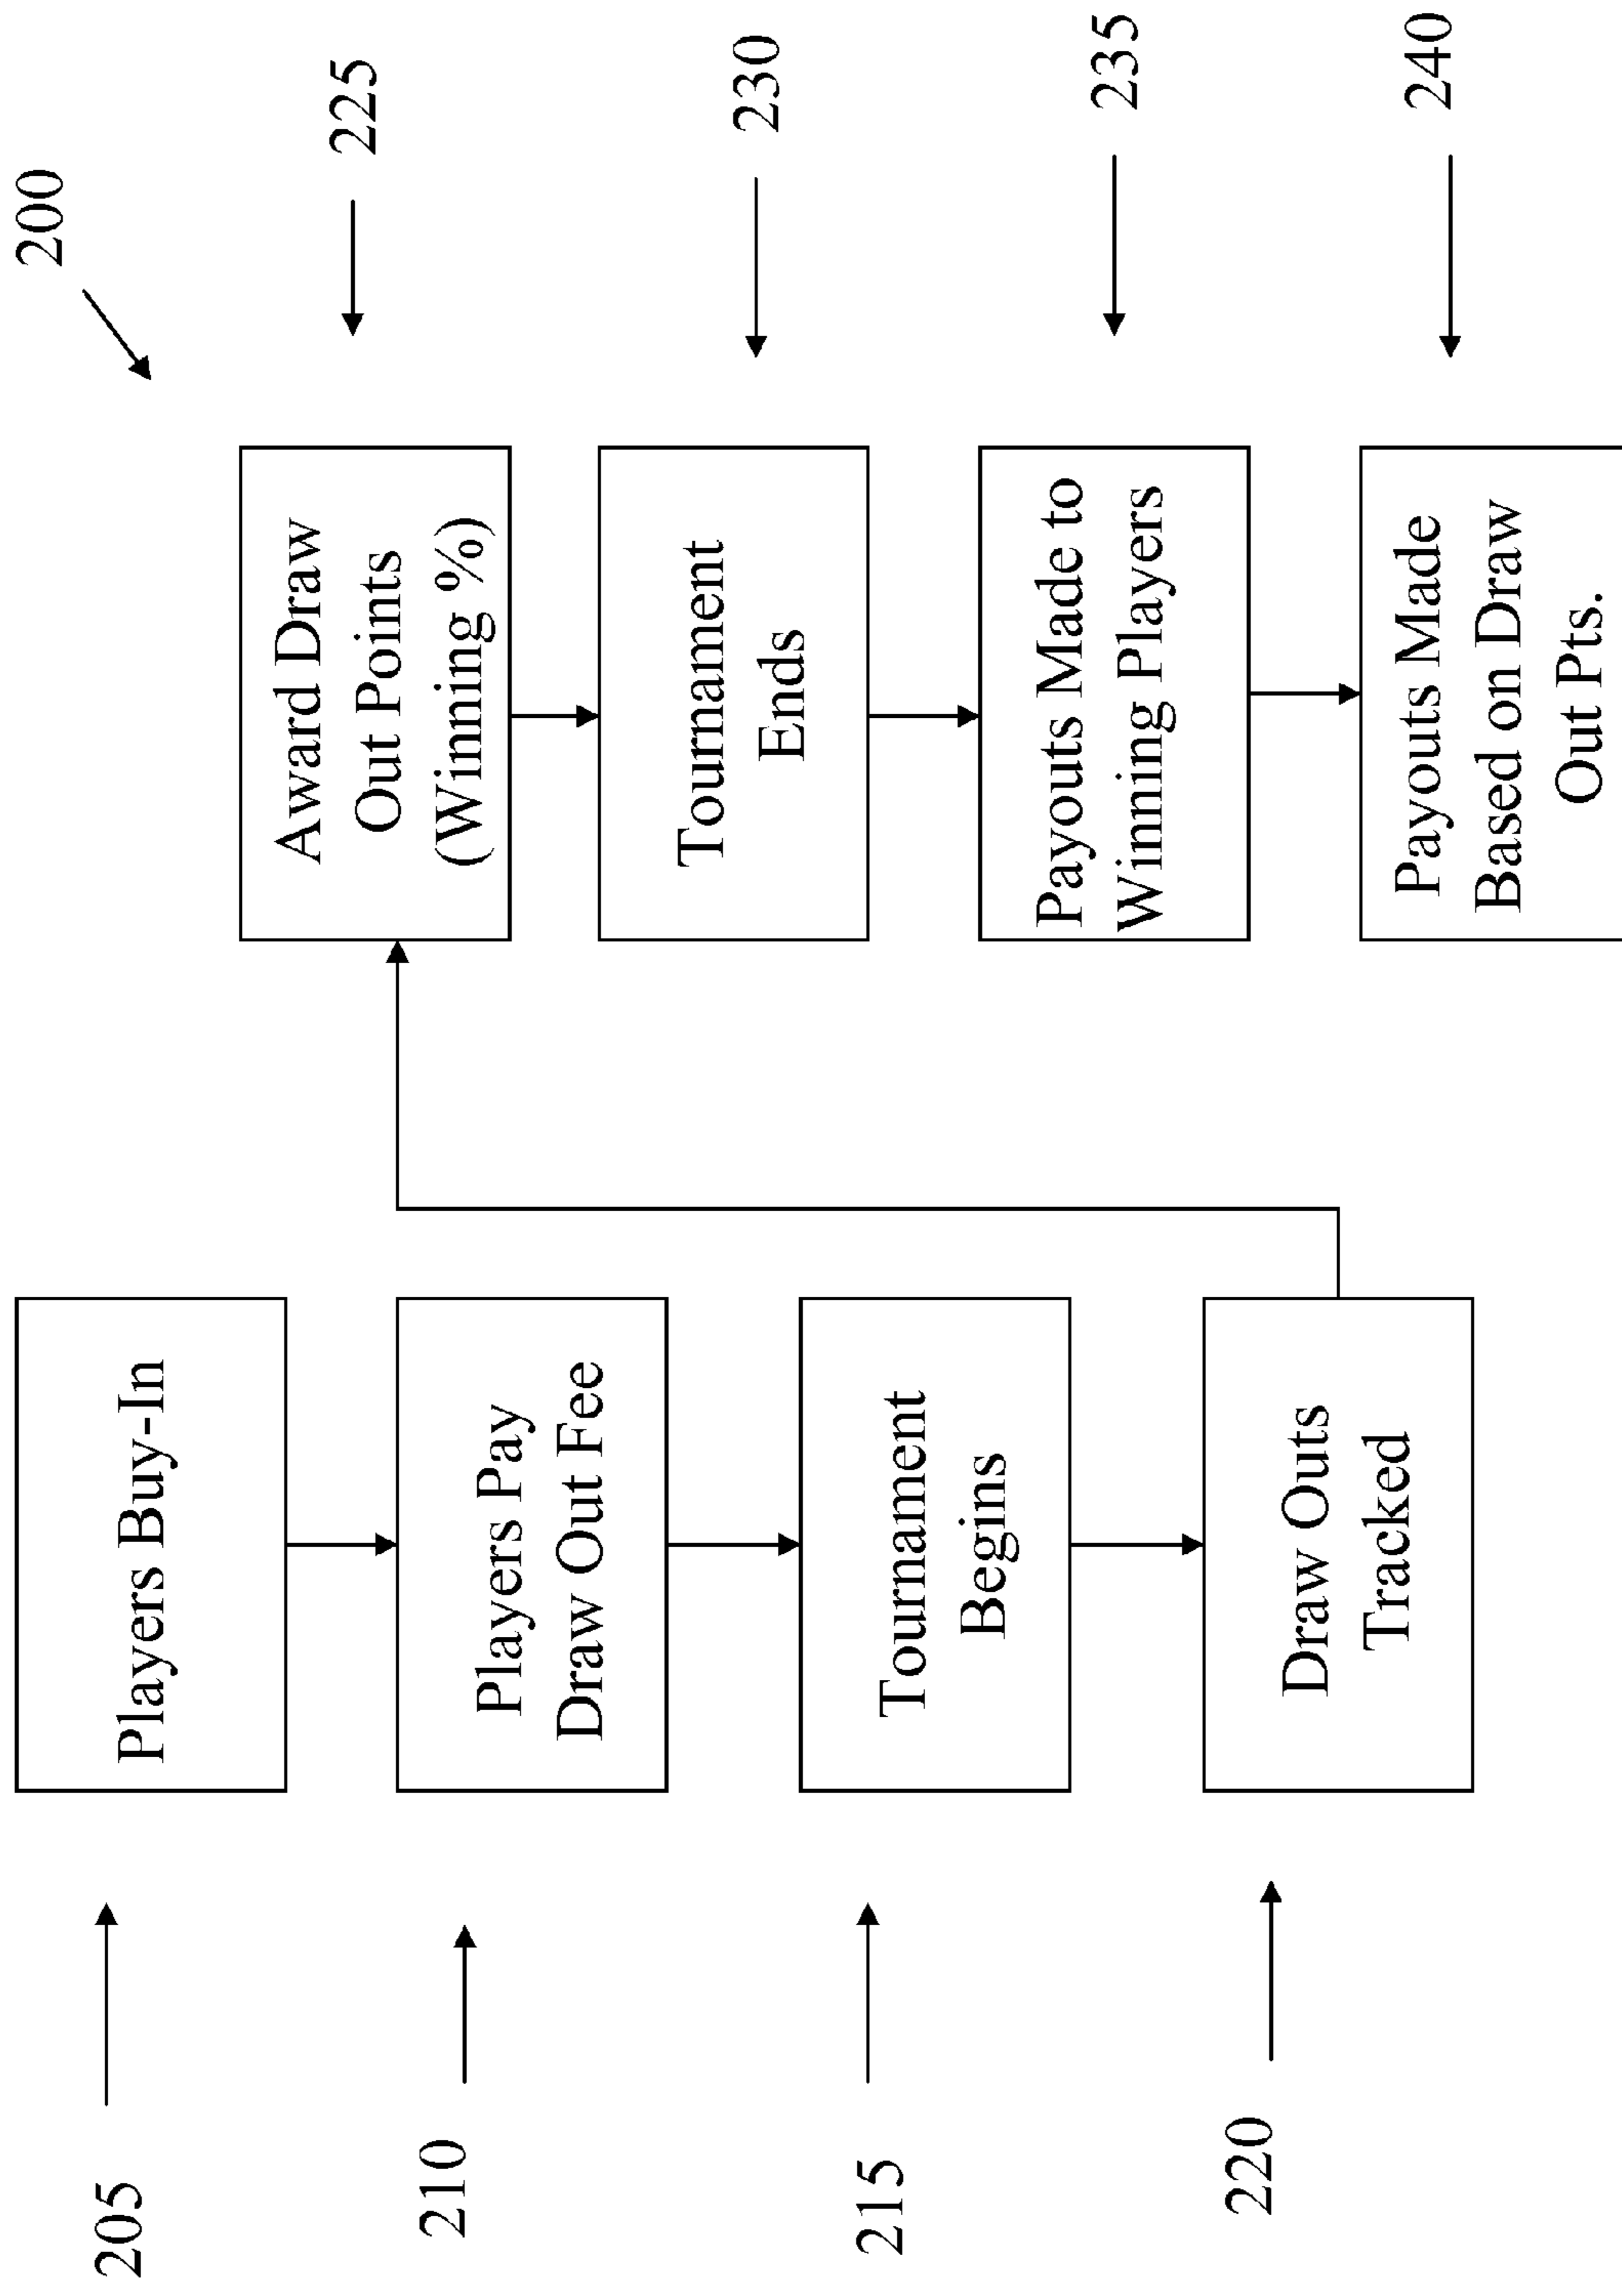 200
205
Players Buy-In
210
Players Pay
Draw Out Fee
215
Tournament
Begins
220
Draw Outs
Tracked
225
Award Draw
Out Points
(Winning %)
230
Tournament
Ends
235
Payouts Made to
Winning Players
240
Payouts Made
Based on Draw
Out Pts.